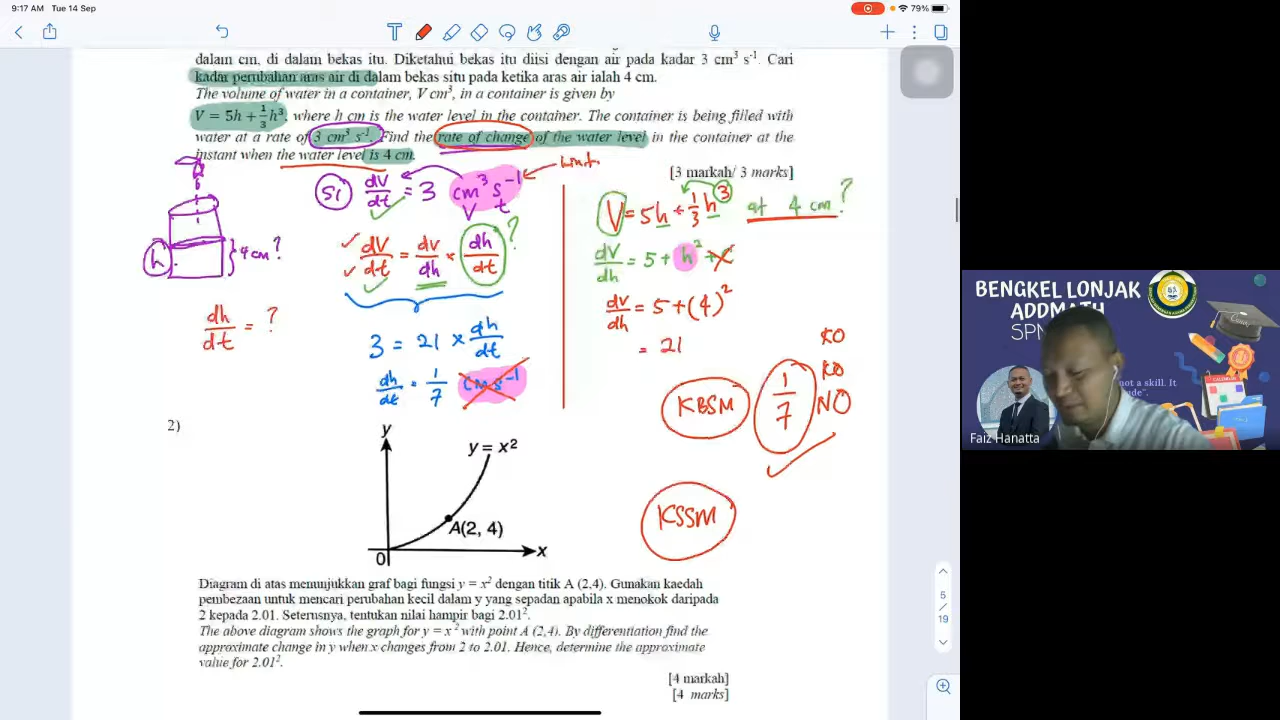 9:17 AM Tue 14 Sep
79%
dalam cm, di dalam bekas itu. Diketahui bekas itu diisi dengan air pada kadar 3 cm³ s⁻¹. Cari
kadar perubahan aras air di dalam bekas situ pada ketika aras air ialah 4 cm.
The volume of water in a container, V cm³, in a container is given by
V = 5h + 1/3 h³, where h cm is the water level in the container. The container is being filled with
water at a rate of 3 cm³ s⁻¹. Find the rate of change of the water level in the container at the
instant when the water level is 4 cm.
[3 markah/ 3 marks]
dV/dt = 3 cm³ s⁻¹
V t
dV/dt = dv/dh × dh/dt ?
3 = 21 × dh/dt
dh/dt = 1/7 cm s⁻¹
h
4 cm ?
dh/dt = ?
V = 5h + 1/3 h³ at 4 cm ?
dV/dh = 5 + h²
dv/dh = 5 + (4)²
= 21
KBSM
1/7
KO
KO
NO
KSSM
2)
y
y = x²
A(2, 4)
0
x
Diagram di atas menunjukkan graf bagi fungsi y = x² dengan titik A (2,4). Gunakan kaedah
pembezaan untuk mencari perubahan kecil dalam y yang sepadan apabila x menokok daripada
2 kepada 2.01. Seterusnya, tentukan nilai hampir bagi 2.01².
The above diagram shows the graph for y = x² with point A (2,4). By differentiation find the
approximate change in y when x changes from 2 to 2.01. Hence, determine the approximate
value for 2.01².
[4 markah]
[4 marks]
5
/
19
BENGKEL LONJAK
ADDMATH
SPM
not a skill. It
Faiz Hanatta